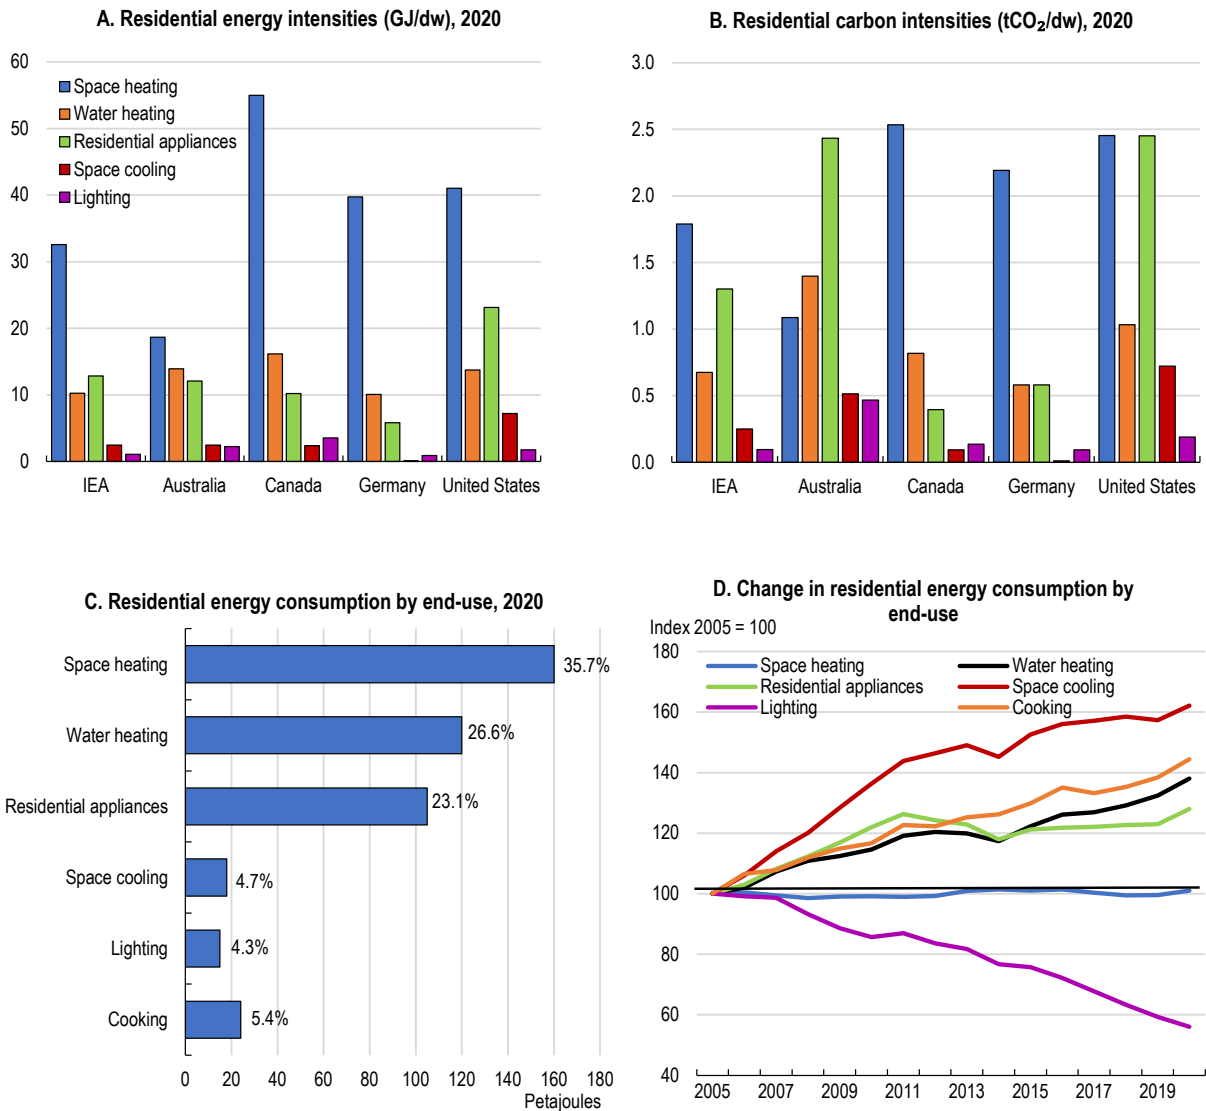 A. Residential energy intensities (GJ/dw), 2020
60
50
40
30
20
10
0
Space heating
Water heating
Residential appliances
Space cooling
Lighting
IEA Australia Canada Germany United States
B. Residential carbon intensities (tCO₂/dw), 2020
3.0
2.5
2.0
1.5
1.0
0.5
0.0
IEA Australia Canada Germany United States
C. Residential energy consumption by end-use, 2020
Space heating 35.7%
Water heating 26.6%
Residential appliances 23.1%
Space cooling 4.7%
Lighting 4.3%
Cooking 5.4%
0 20 40 60 80 100 120 140 160 180
Petajoules
D. Change in residential energy consumption by
end-use
Index 2005 = 100
180
160
140
120
100
80
60
40
Space heating Water heating
Residential appliances Space cooling
Lighting Cooking
2005 2007 2009 2011 2013 2015 2017 2019